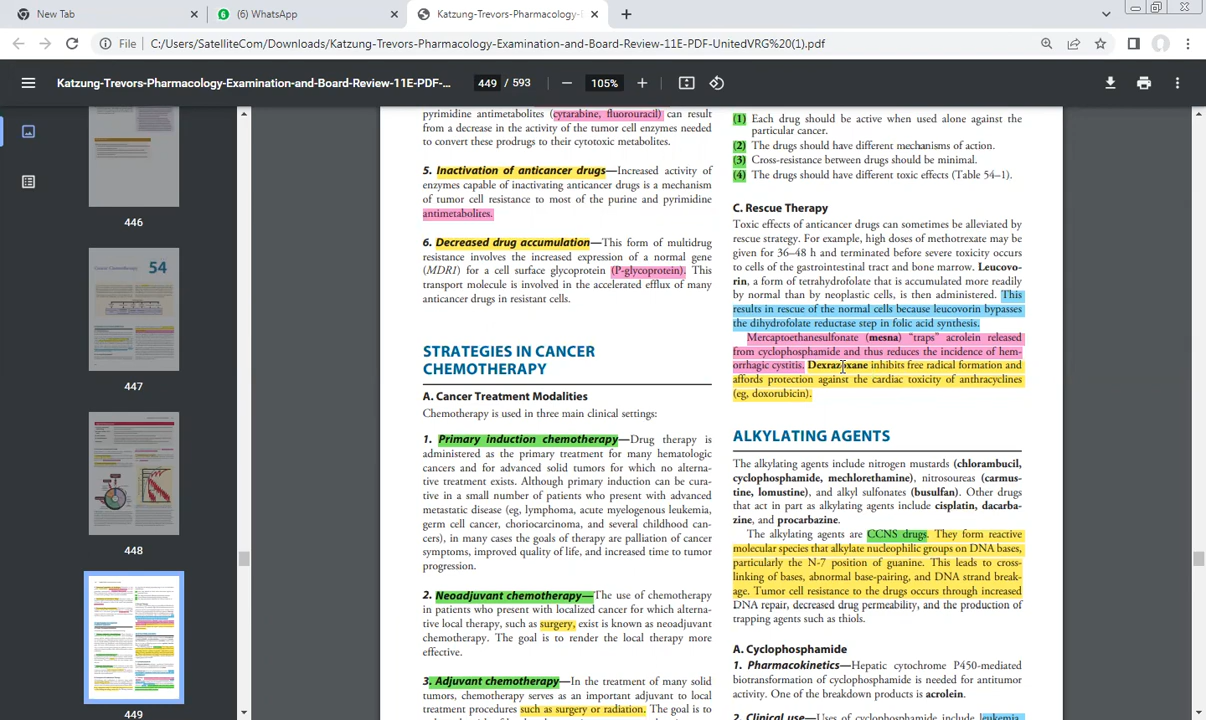 New Tab
(6) WhatsApp
Katzung-Trevors-Pharmacology-
File
C:/Users/SatelliteCom/Downloads/Katzung-Trevors-Pharmacology-Examination-and-Board-Review-11E-PDF-UnitedVRG%20(1).pdf
Katzung-Trevors-Pharmacology-Examination-and-Board-Review-11E-PDF-...
449 / 593
105%
446
54
447
448
449
pyrimidine antimetabolites (cytarabine, fluorouracil) can result
from a decrease in the activity of the tumor cell enzymes needed
to convert these prodrugs to their cytotoxic metabolites.
5. Inactivation of anticancer drugs—Increased activity of
enzymes capable of inactivating anticancer drugs is a mechanism
of tumor cell resistance to most of the purine and pyrimidine
antimetabolites.
6. Decreased drug accumulation—This form of multidrug
resistance involves the increased expression of a normal gene
(MDR1) for a cell surface glycoprotein (P-glycoprotein). This
transport molecule is involved in the accelerated efflux of many
anticancer drugs in resistant cells.
STRATEGIES IN CANCER
CHEMOTHERAPY
A. Cancer Treatment Modalities
Chemotherapy is used in three main clinical settings:
1. Primary induction chemotherapy—Drug therapy is
administered as the primary treatment for many hematologic
cancers and for advanced solid tumors for which no alterna-
tive treatment exists. Although primary induction can be cura-
tive in a small number of patients who present with advanced
metastatic disease (eg, lymphoma, acute myelogenous leukemia,
germ cell cancer, choriocarcinoma, and several childhood can-
cers), in many cases the goals of therapy are palliation of cancer
symptoms, improved quality of life, and increased time to tumor
progression.
2. Neoadjuvant chemotherapy—The use of chemotherapy
in patients who present with localized cancer for which alterna-
tive local therapy, such as surgery, exist is known as neoadjuvant
chemotherapy. The goal is to render the local therapy more
effective.
3. Adjuvant chemotherapy—In the treatment of many solid
tumors, chemotherapy serves as an important adjuvant to local
treatment procedures such as surgery or radiation. The goal is to
(1) Each drug should be active when used alone against the
particular cancer.
(2) The drugs should have different mechanisms of action.
(3) Cross-resistance between drugs should be minimal.
(4) The drugs should have different toxic effects (Table 54–1).
C. Rescue Therapy
Toxic effects of anticancer drugs can sometimes be alleviated by
rescue strategy. For example, high doses of methotrexate may be
given for 36–48 h and terminated before severe toxicity occurs
to cells of the gastrointestinal tract and bone marrow. Leucovo-
rin, a form of tetrahydrofolate that is accumulated more readily
by normal than by neoplastic cells, is then administered. This
results in rescue of the normal cells because leucovorin bypasses
the dihydrofolate reductase step in folic acid synthesis.
Mercaptoethanesulfonate (mesna) "traps" acrolein released
from cyclophosphamide and thus reduces the incidence of hem-
orrhagic cystitis. Dexrazoxane inhibits free radical formation and
affords protection against the cardiac toxicity of anthracyclines
(eg, doxorubicin).
ALKYLATING AGENTS
The alkylating agents include nitrogen mustards (chlorambucil,
cyclophosphamide, mechlorethamine), nitrosoureas (carmus-
tine, lomustine), and alkyl sulfonates (busulfan). Other drugs
that act in part as alkylating agents include cisplatin, dacarba-
zine, and procarbazine.
The alkylating agents are CCNS drugs. They form reactive
molecular species that alkylate nucleophilic groups on DNA bases,
particularly the N-7 position of guanine. This leads to cross-
linking of bases, abnormal base-pairing, and DNA strand break-
age. Tumor cell resistance to the drugs occurs through increased
DNA repair, decreased drug permeability, and the production of
trapping agents such as thiols.
A. Cyclophosphamide
1. Pharmacokinetics—Hepatic cytochrome P450-mediated
biotransformation of cyclophosphamide is needed for antitumor
activity. One of the breakdown products is acrolein.
2. Clinical use—Uses of cyclophosphamide include leukemia,